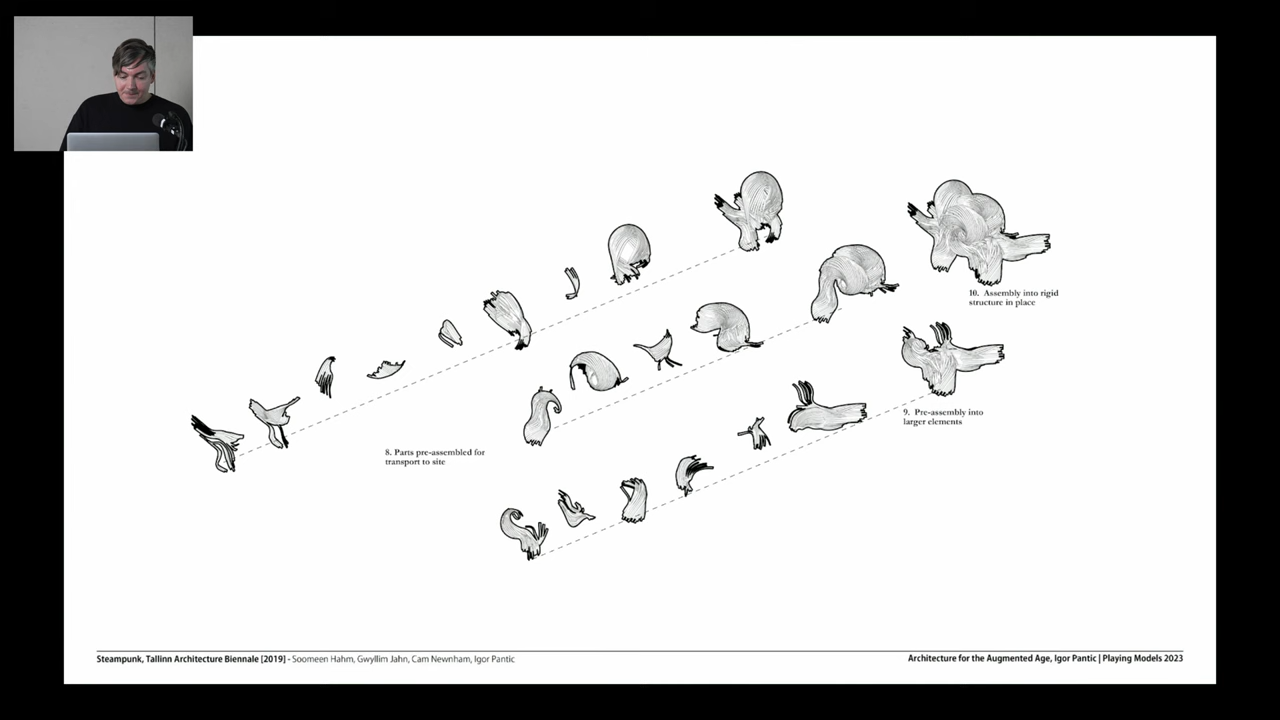 10. Assembly into rigid
structure in place
9. Pre-assembly into
larger elements
8. Parts pre-assembled for
transport to site
Steampunk, Tallinn Architecture Biennale [2019] - Soomeen Hahm, Gwyllim Jahn, Cam Newnham, Igor Pantic
Architecture for the Augmented Age, Igor Pantic | Playing Models 2023